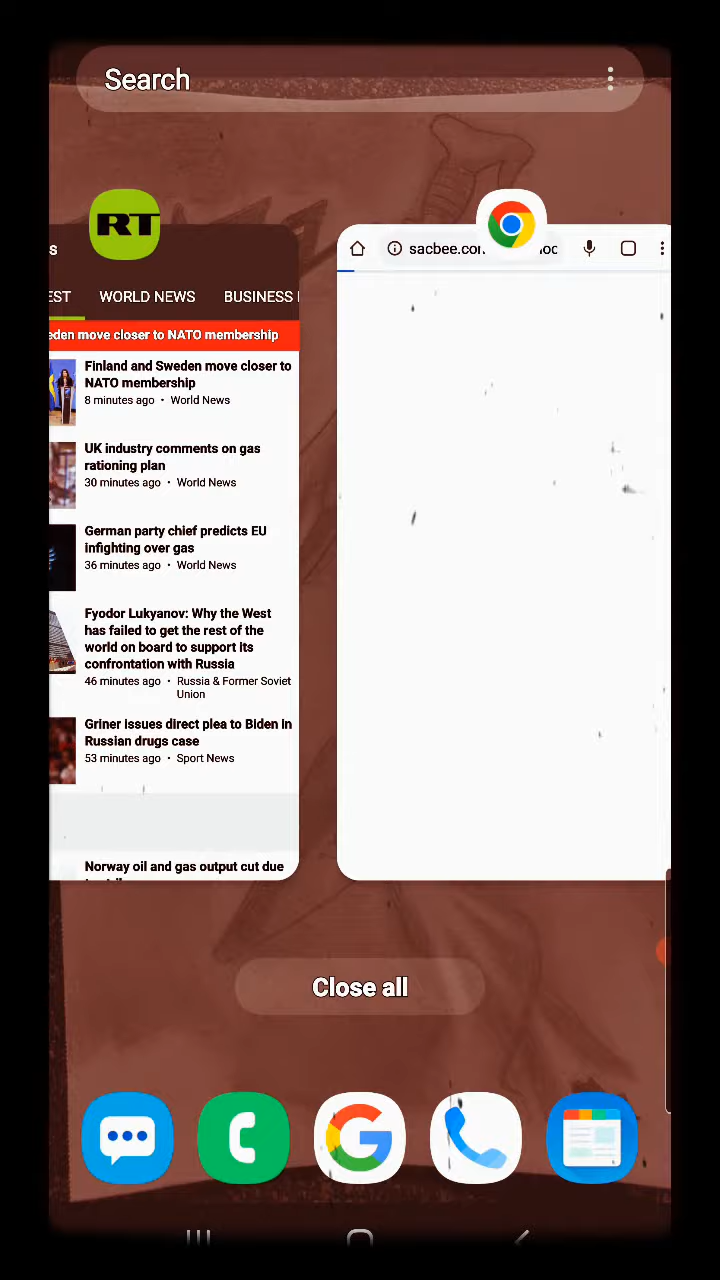 Search
RT
s
sacbee.con
loc
EST WORLD NEWS BUSINESS
eden move closer to NATO membership
Finland and Sweden move closer to
NATO membership
8 minutes ago • World News
UK industry comments on gas
rationing plan
30 minutes ago • World News
German party chief predicts EU
infighting over gas
36 minutes ago • World News
Fyodor Lukyanov: Why the West
has failed to get the rest of the
world on board to support its
confrontation with Russia
46 minutes ago • Russia & Former Soviet
Union
Griner issues direct plea to Biden in
Russian drugs case
53 minutes ago • Sport News
Norway oil and gas output cut due
Close all